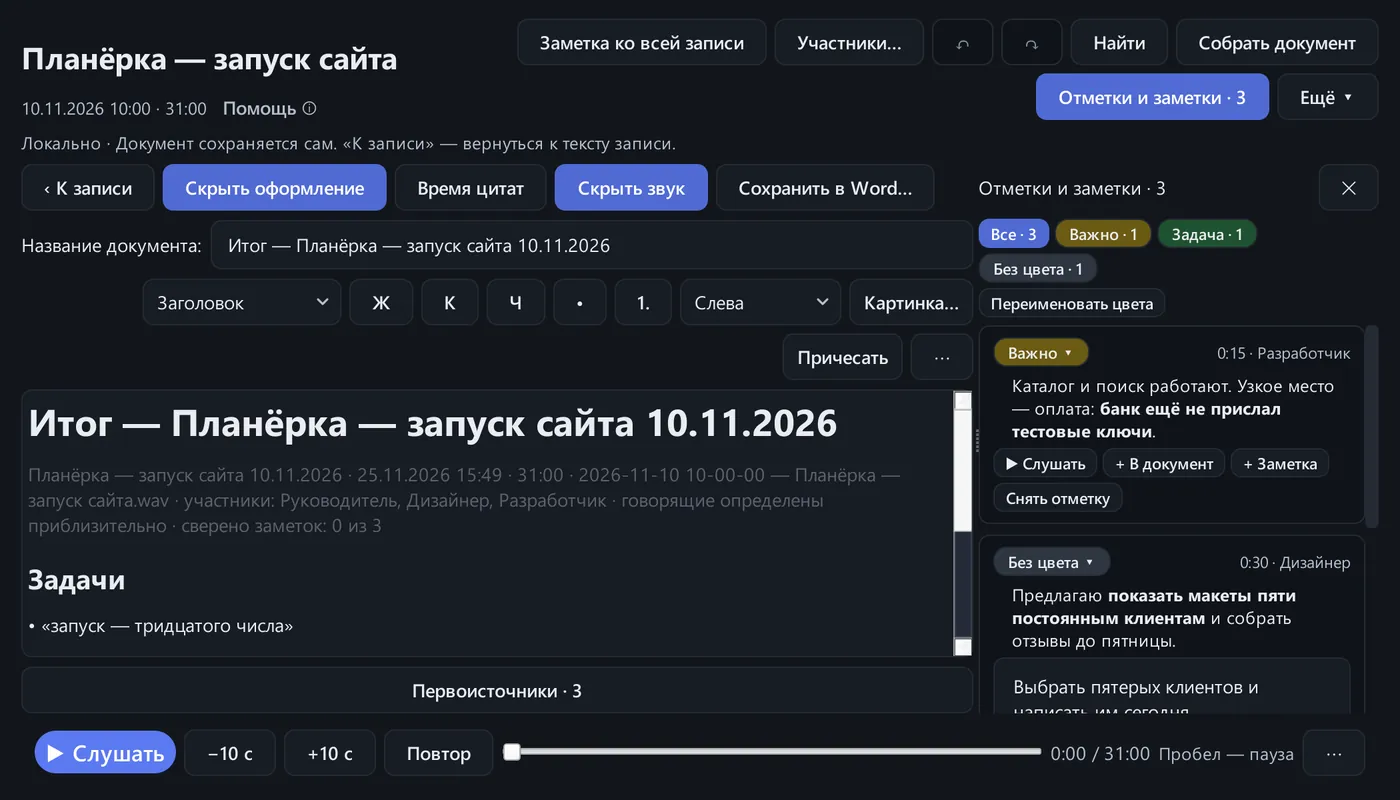 Планёрка — запуск сайта
Заметка ко всей записи
Участники...
Найти
Собрать документ
10.11.2026 10:00 · 31:00 Помощь ⓘ
Отметки и заметки · 3
Ещё ▾
Локально · Документ сохраняется сам. «К записи» — вернуться к тексту записи.
‹ К записи
Скрыть оформление
Время цитат
Скрыть звук
Сохранить в Word...
Название документа:
Итог — Планёрка — запуск сайта 10.11.2026
Заголовок
Ж
К
Ч
•
1.
Слева
Картинка...
Причесать
···
Итог — Планёрка — запуск сайта 10.11.2026
Планёрка — запуск сайта 10.11.2026 · 25.11.2026 15:49 · 31:00 · 2026-11-10 10-00-00 — Планёрка —
запуск сайта.wav · участники: Руководитель, Дизайнер, Разработчик · говорящие определены
приблизительно · сверено заметок: 0 из 3
Задачи
• «запуск — тридцатого числа»
Первоисточники · 3
Отметки и заметки · 3
Все · 3
Важно · 1
Задача · 1
Без цвета · 1
Переименовать цвета
Важно ▾
0:15 · Разработчик
Каталог и поиск работают. Узкое место
— оплата: банк ещё не прислал
тестовые ключи.
▶ Слушать
+ В документ
+ Заметка
Снять отметку
Без цвета ▾
0:30 · Дизайнер
Предлагаю показать макеты пяти
постоянным клиентам и собрать
отзывы до пятницы.
Выбрать пятерых клиентов и
написать им сегодня
▶ Слушать
−10 с
+10 с
Повтор
0:00 / 31:00 Пробел — пауза
···